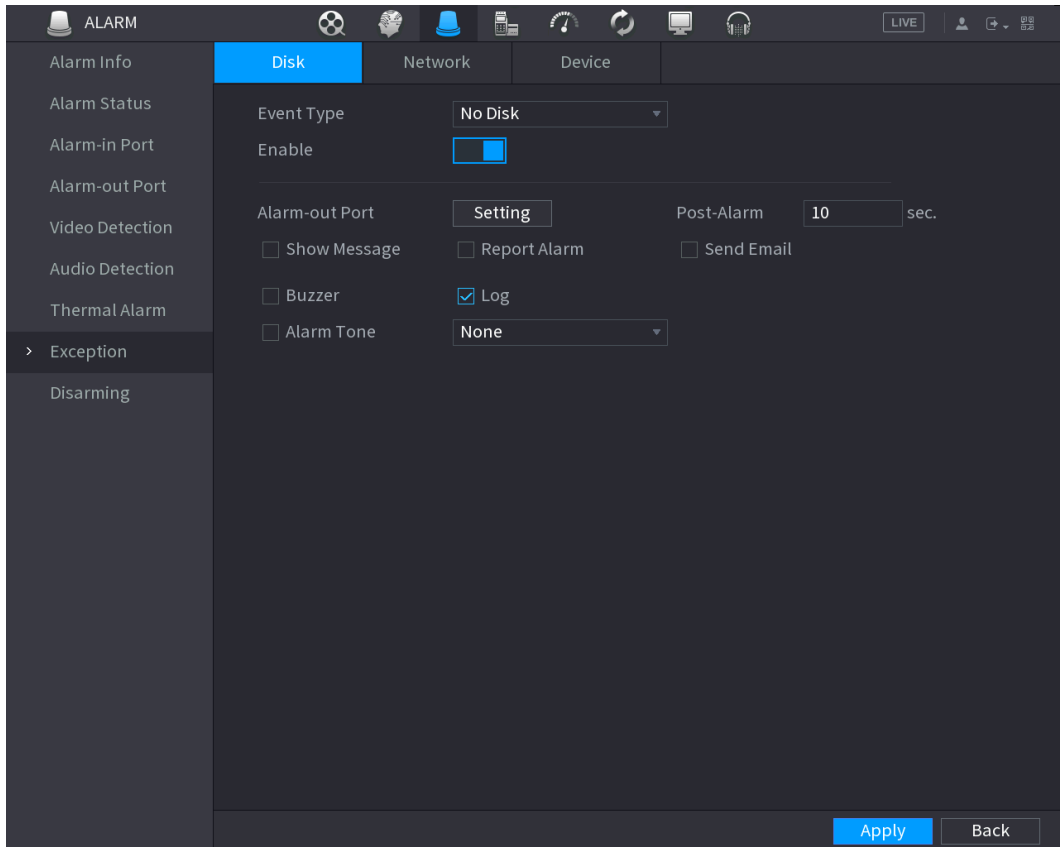 ALARM LIVE
Alarm Info
Alarm Status
Alarm-in Port
Alarm-out Port
Video Detection
Audio Detection
Thermal Alarm
Exception
Disarming
Disk Network Device
Event Type No Disk
Enable
Alarm-out Port Setting Post-Alarm 10 sec.
Show Message Report Alarm Send Email
Buzzer Log
Alarm Tone None
Apply Back